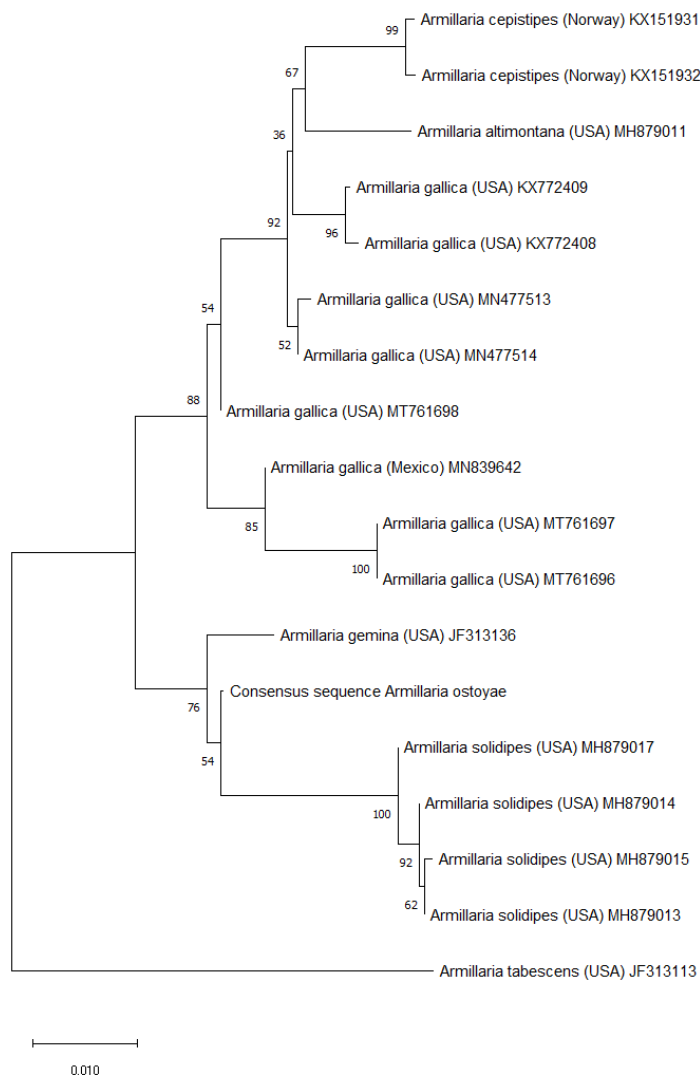 99
Armillaria cepistipes (Norway) KX151931
67
Armillaria cepistipes (Norway) KX151932
36
Armillaria altimontana (USA) MH879011
Armillaria gallica (USA) KX772409
92
96
Armillaria gallica (USA) KX772408
54
Armillaria gallica (USA) MN477513
52
Armillaria gallica (USA) MN477514
88
Armillaria gallica (USA) MT761698
Armillaria gallica (Mexico) MN839642
85
Armillaria gallica (USA) MT761697
100
Armillaria gallica (USA) MT761696
Armillaria gemina (USA) JF313136
76
Consensus sequence Armillaria ostoyae
54
Armillaria solidipes (USA) MH879017
100
Armillaria solidipes (USA) MH879014
92
Armillaria solidipes (USA) MH879015
62
Armillaria solidipes (USA) MH879013
Armillaria tabescens (USA) JF313113
0.010